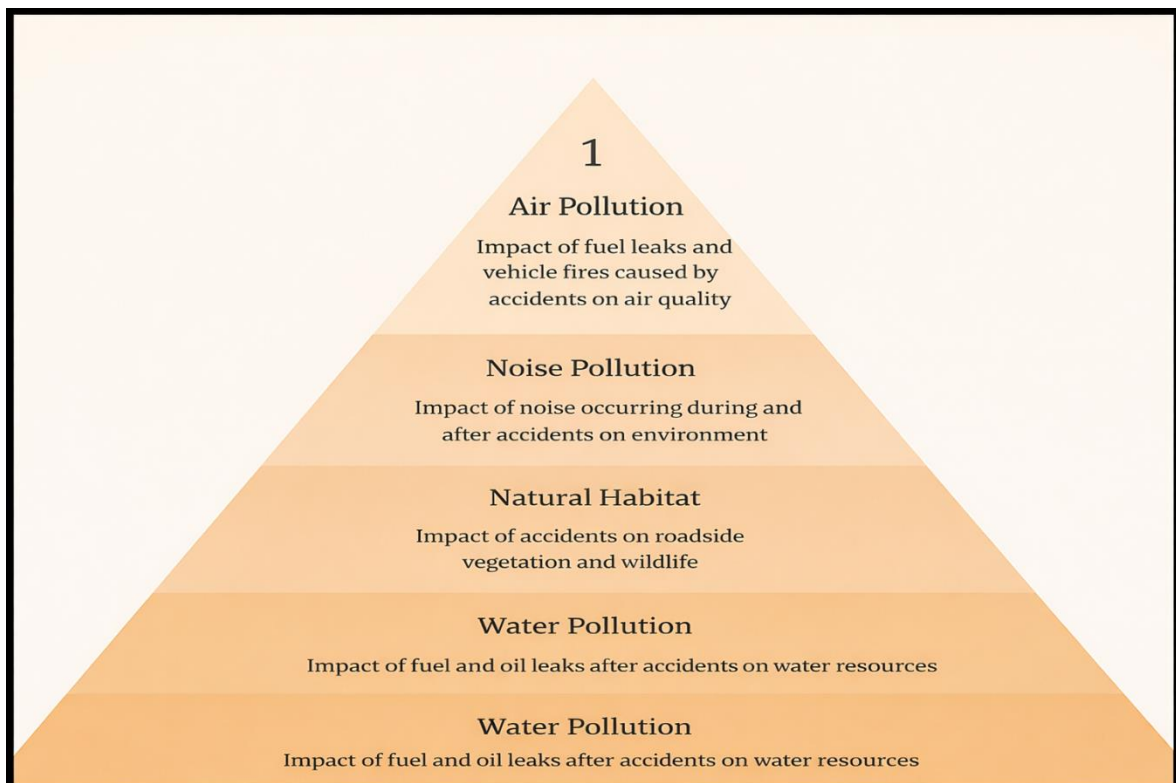 1
Air Pollution
Impact of fuel leaks and
vehicle fires caused by
accidents on air quality
Noise Pollution
Impact of noise occurring during and
after accidents on environment
Natural Habitat
Impact of accidents on roadside
vegetation and wildlife
Water Pollution
Impact of fuel and oil leaks after accidents on water resources
Water Pollution
Impact of fuel and oil leaks after accidents on water resources